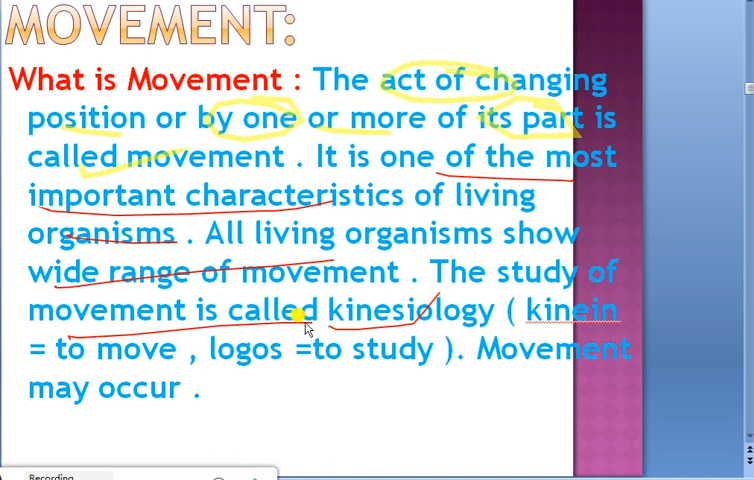 MOVEMENT:
What is Movement : The act of changing
position or by one or more of its part is
called movement . It is one of the most
important characteristics of living
organisms . All living organisms show
wide range of movement . The study of
movement is called kinesiology ( kinein
= to move , logos =to study ). Movement
may occur .
Recording